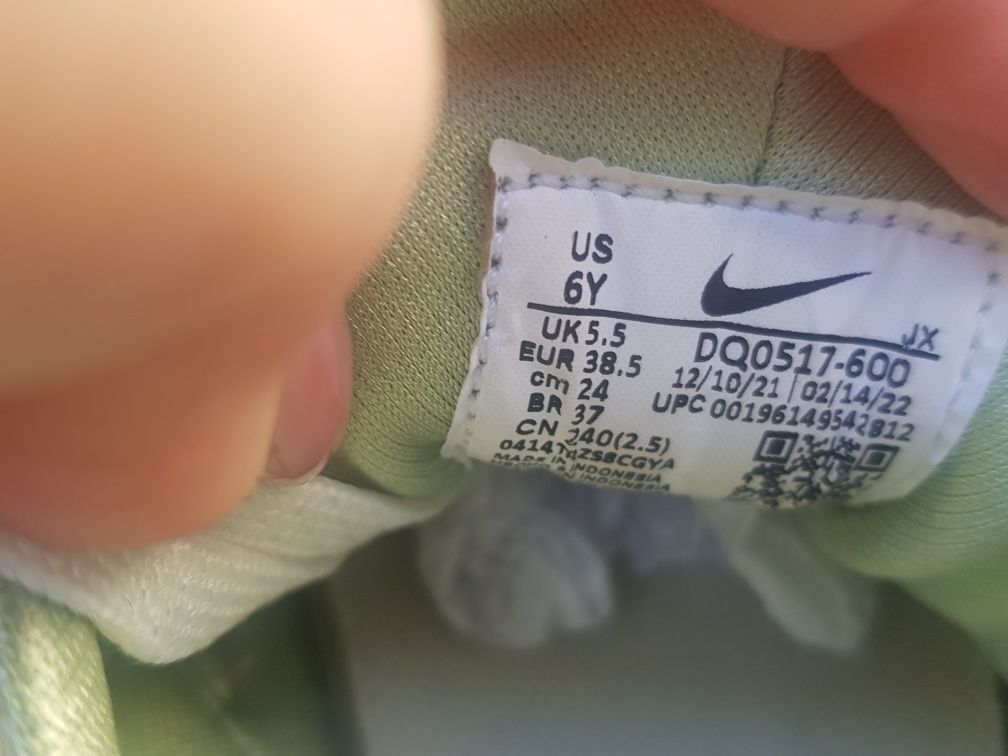 US
6Y
JX
UK 5.5
EUR 38.5
cm 24
BR 37
CN 240(2.5)
DQ0517-600
12/10/21 | 02/14/22
UPC 00196149542812
MADE IN INDONESIA
INDONESIA